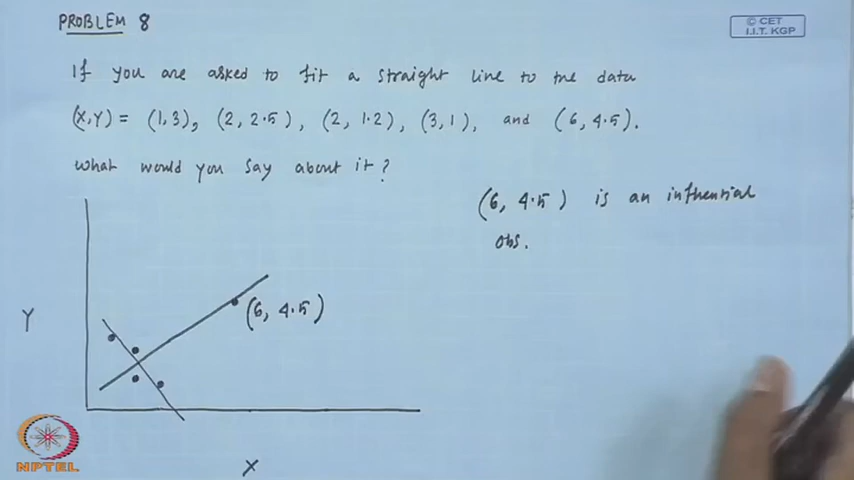 PROBLEM 8
© CET
I.I.T. KGP
If you are asked to fit a straight line to the data
(X,Y) = (1,3), (2, 2.5), (2, 1.2), (3,1), and (6, 4.5).
What would you say about it?
(6, 4.5) is an influential
obs.
(6, 4.5)
Y
X
NPTEL